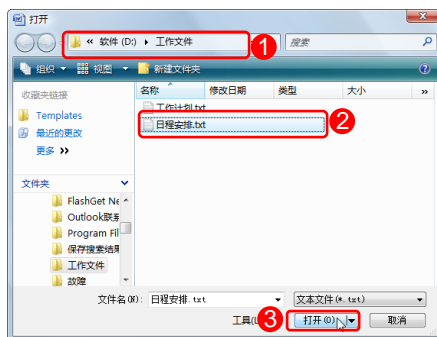 打开
« 软件 (D:) ▸ 工作文件
1
搜索
组织 视图 新建文件夹
收藏夹链接
Templates
最近的更改
更多 »
名称 修改日期 类型 大小 »
工作计划.txt
日程安排.txt
2
文件夹
FlashGet Ne
Outlook联系
Program Fil
保存搜索结果
工作文件
故障
文件名(N): 日程安排.txt
文本文件(*.txt)
工具(L)
3
打开(O)
取消